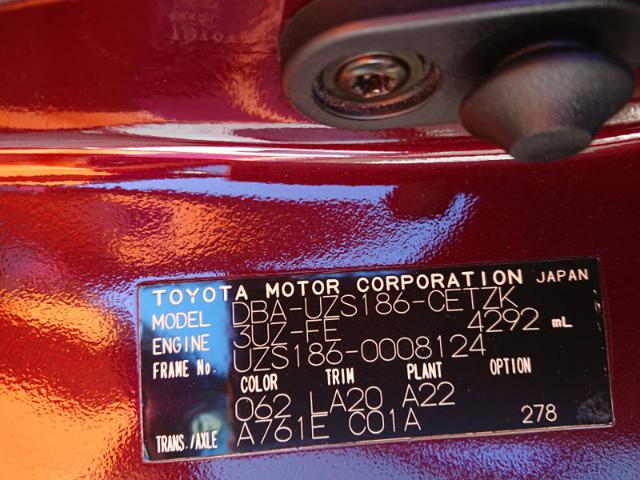 TOYOTA MOTOR CORPORATION JAPAN
MODEL DBA-UZS186-CETZK
ENGINE 3UZ-FE 4292 mL
FRAME No. UZS186-0008124
COLOR TRIM PLANT OPTION
062 LA20 A22
TRANS./AXLE A761E C01A 278